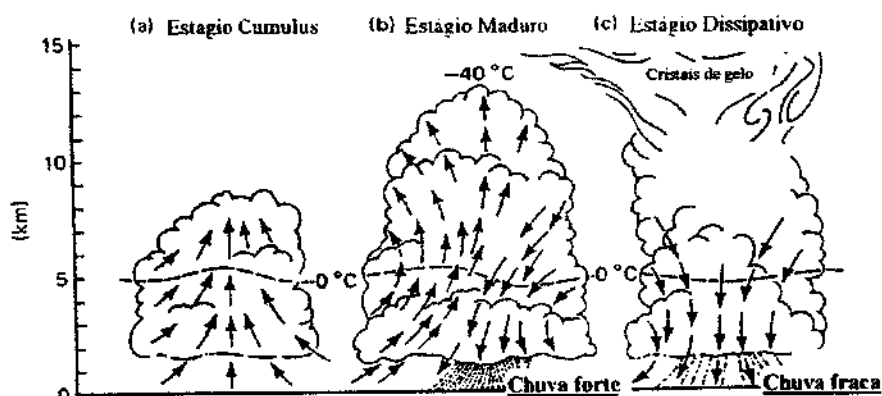 (a) Estagio Cumulus (b) Estágio Maduro (c) Estágio Dissipativo
15
10
5
0
(km)
-40 °C
Cristais de gelo
0 °C
0 °C
Chuva forte
Chuva fraca